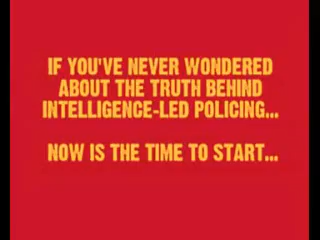 IF YOU'VE NEVER WONDERED
ABOUT THE TRUTH BEHIND
INTELLIGENCE-LED POLICING...
NOW IS THE TIME TO START...